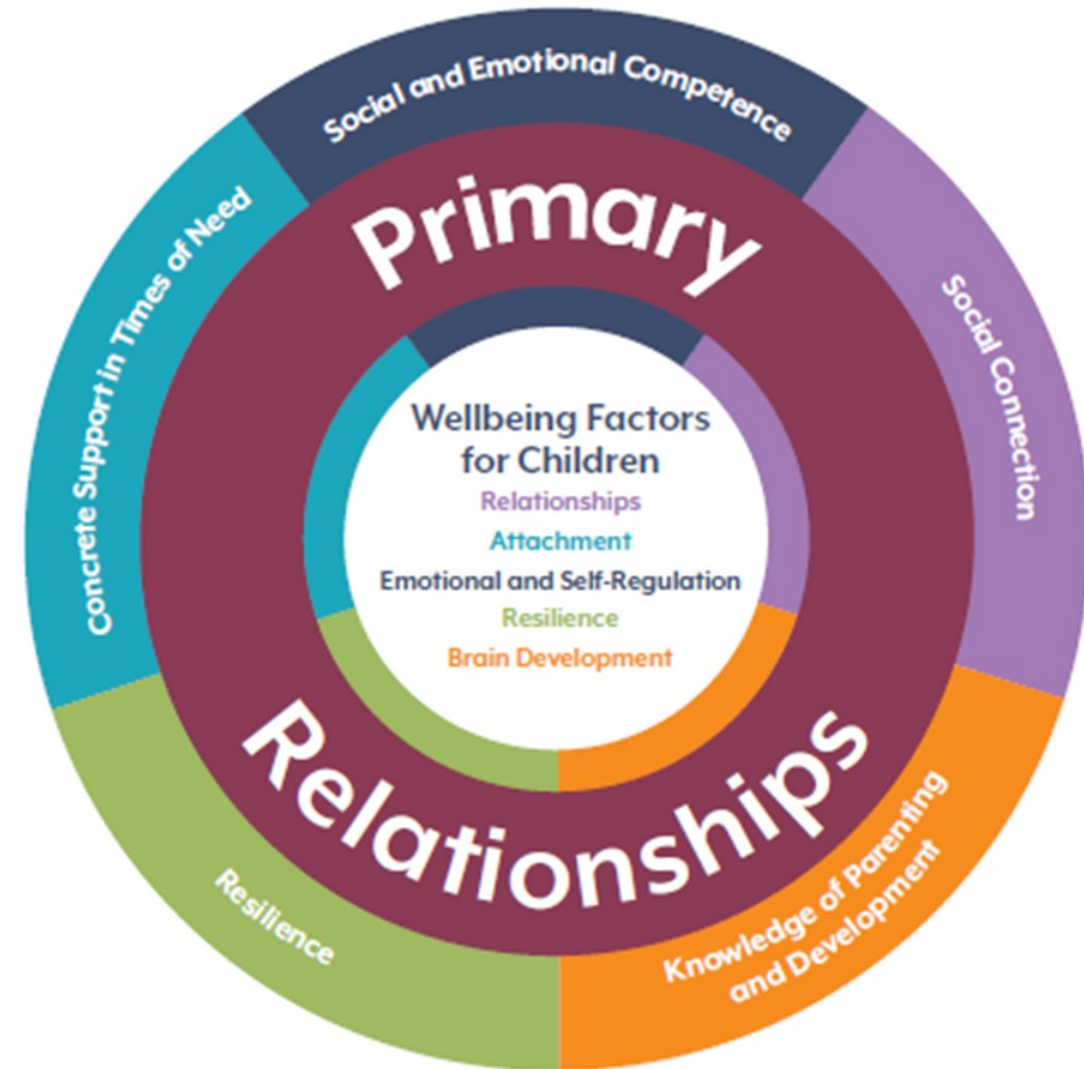 Social and Emotional Competence
Primary
Concrete Support in Times of Need
Social Connection
Wellbeing Factors
for Children
Relationships
Attachment
Emotional and Self-Regulation
Resilience
Brain Development
Relationships
Resilience
Knowledge of Parenting
and Development